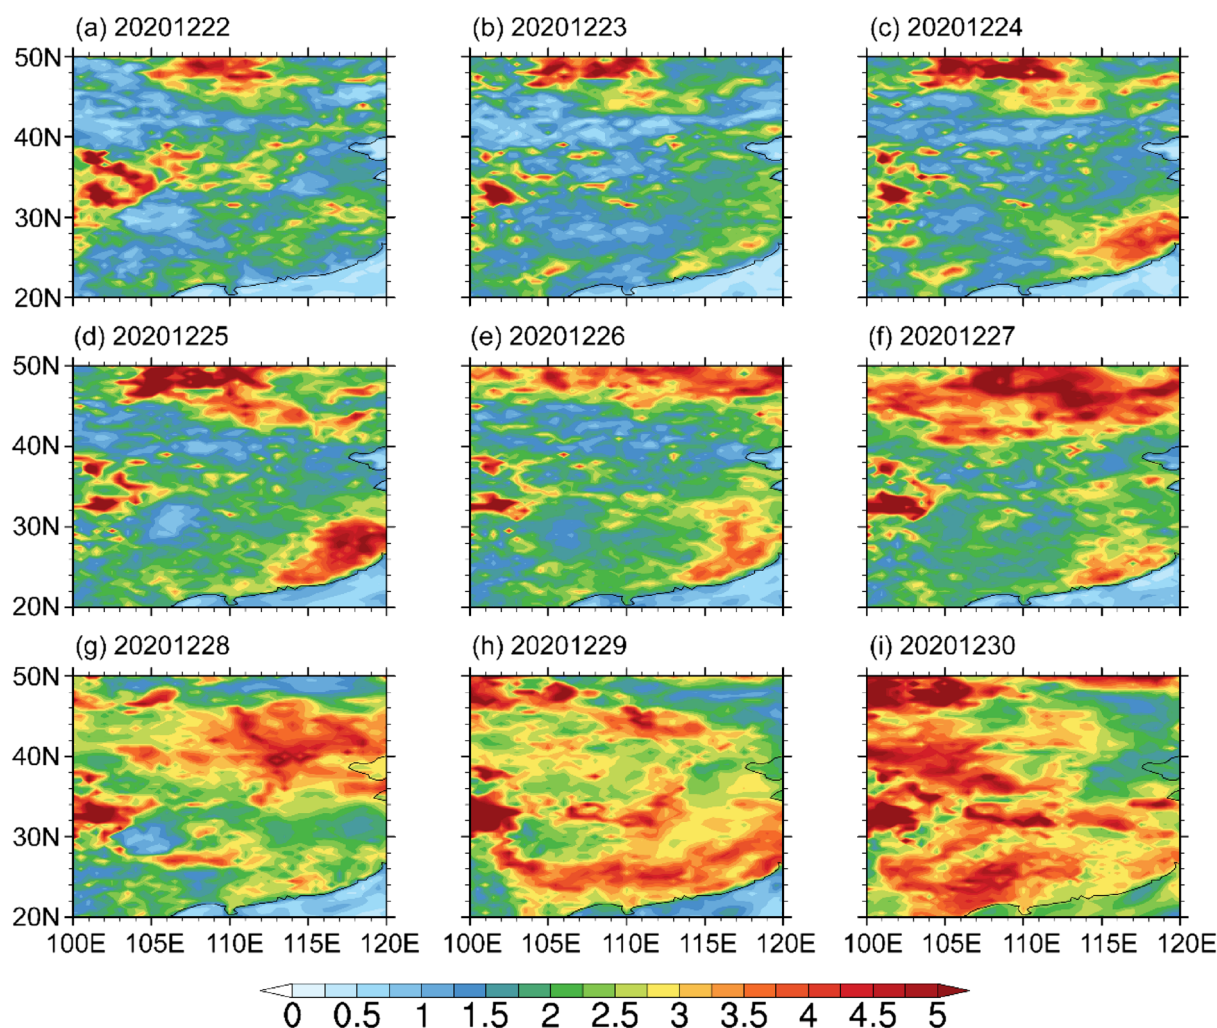 (a) 20201222 (b) 20201223 (c) 20201224
50N
40N
30N
20N
(d) 20201225 (e) 20201226 (f) 20201227
50N
40N
30N
20N
(g) 20201228 (h) 20201229 (i) 20201230
50N
40N
30N
20N
100E 105E 110E 115E 120E 100E 105E 110E 115E 120E 100E 105E 110E 115E 120E
0 0.5 1 1.5 2 2.5 3 3.5 4 4.5 5